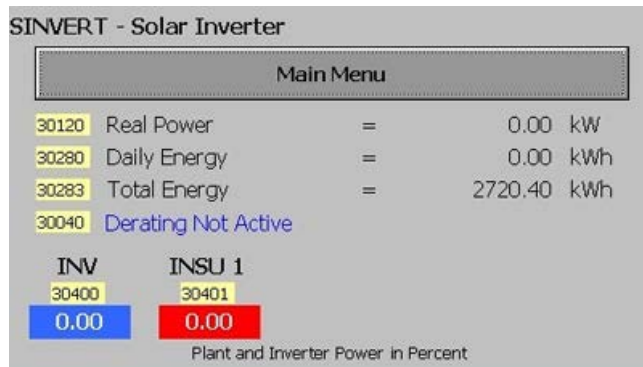 SINVERT - Solar Inverter
Main Menu
30120 Real Power = 0.00 kW
30280 Daily Energy = 0.00 kWh
30283 Total Energy = 2720.40 kWh
30040 Derating Not Active
INV INSU 1
30400 30401
0.00 0.00
Plant and Inverter Power in Percent